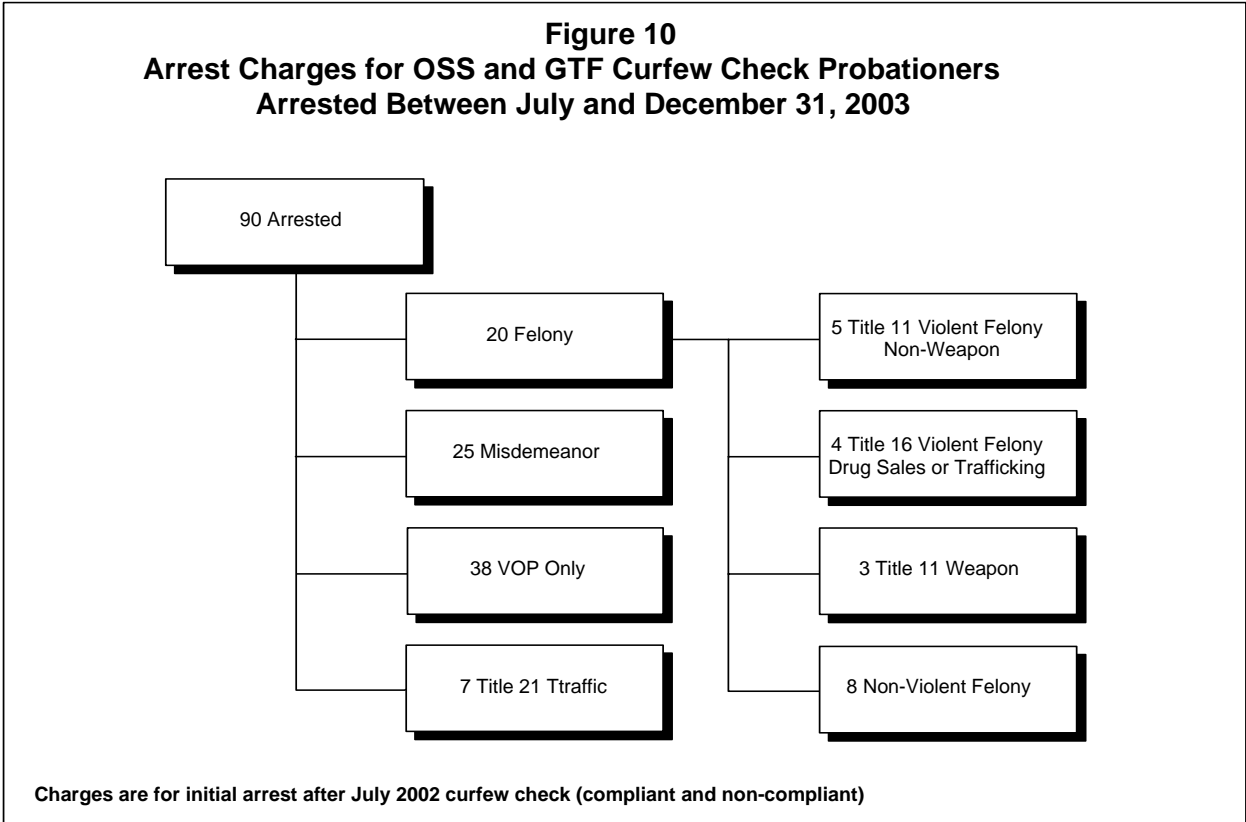 Figure 10
Arrest Charges for OSS and GTF Curfew Check Probationers
Arrested Between July and December 31, 2003
90 Arrested
20 Felony
25 Misdemeanor
38 VOP Only
7 Title 21 Ttraffic
5 Title 11 Violent Felony
Non-Weapon
4 Title 16 Violent Felony
Drug Sales or Trafficking
3 Title 11 Weapon
8 Non-Violent Felony
Charges are for initial arrest after July 2002 curfew check (compliant and non-compliant)